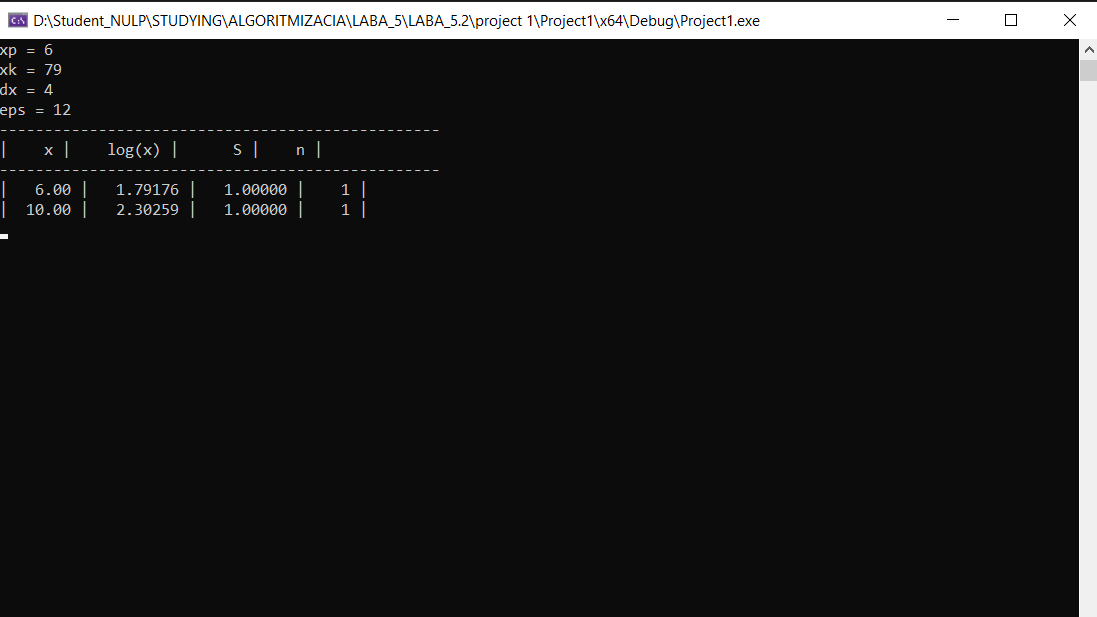 D:\Student_NULP\STUDYING\ALGORITMIZACIA\LABA_5\LABA_5.2\project 1\Project1\x64\Debug\Project1.exe
xp = 6
xk = 79
dx = 4
eps = 12
-------------------------------------------------
|    x |    log(x) |      S |    n |
-------------------------------------------------
|   6.00 |   1.79176 |   1.00000 |    1 |
|  10.00 |   2.30259 |   1.00000 |    1 |